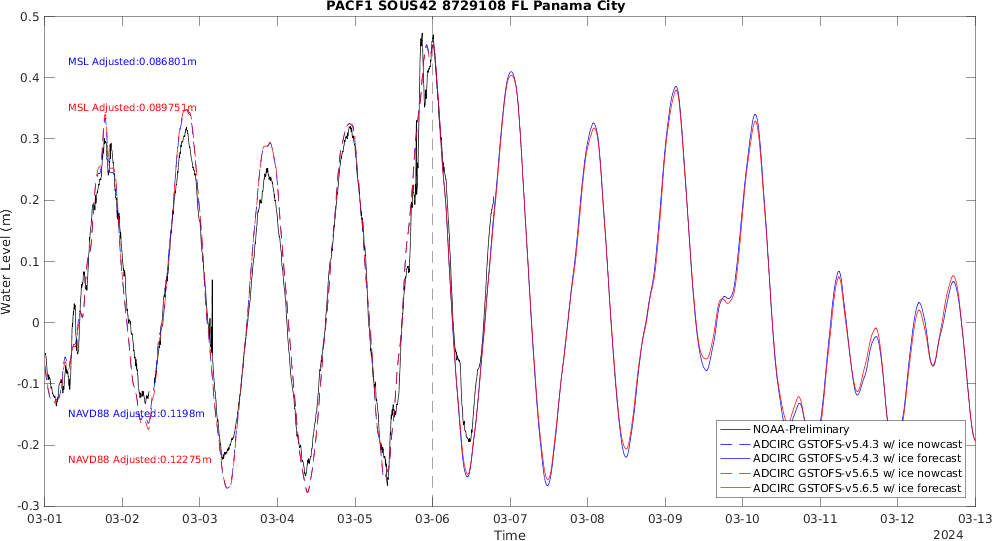 PACF1 SOUS42 8729108 FL Panama City
0.5
MSL Adjusted:0.086801m
0.4
MSL Adjusted:0.089751m
0.3
0.2
0.1
Water Level (m)
0
-0.1
NAVD88 Adjusted:0.1198m
-0.2
NAVD88 Adjusted:0.12275m
-0.3
NOAA-Preliminary
ADCIRC GSTOFS-v5.4.3 w/ ice nowcast
ADCIRC GSTOFS-v5.4.3 w/ ice forecast
ADCIRC GSTOFS-v5.6.5 w/ ice nowcast
ADCIRC GSTOFS-v5.6.5 w/ ice forecast
03-01 03-02 03-03 03-04 03-05 03-06 03-07 03-08 03-09 03-10 03-11 03-12 03-13
Time
2024